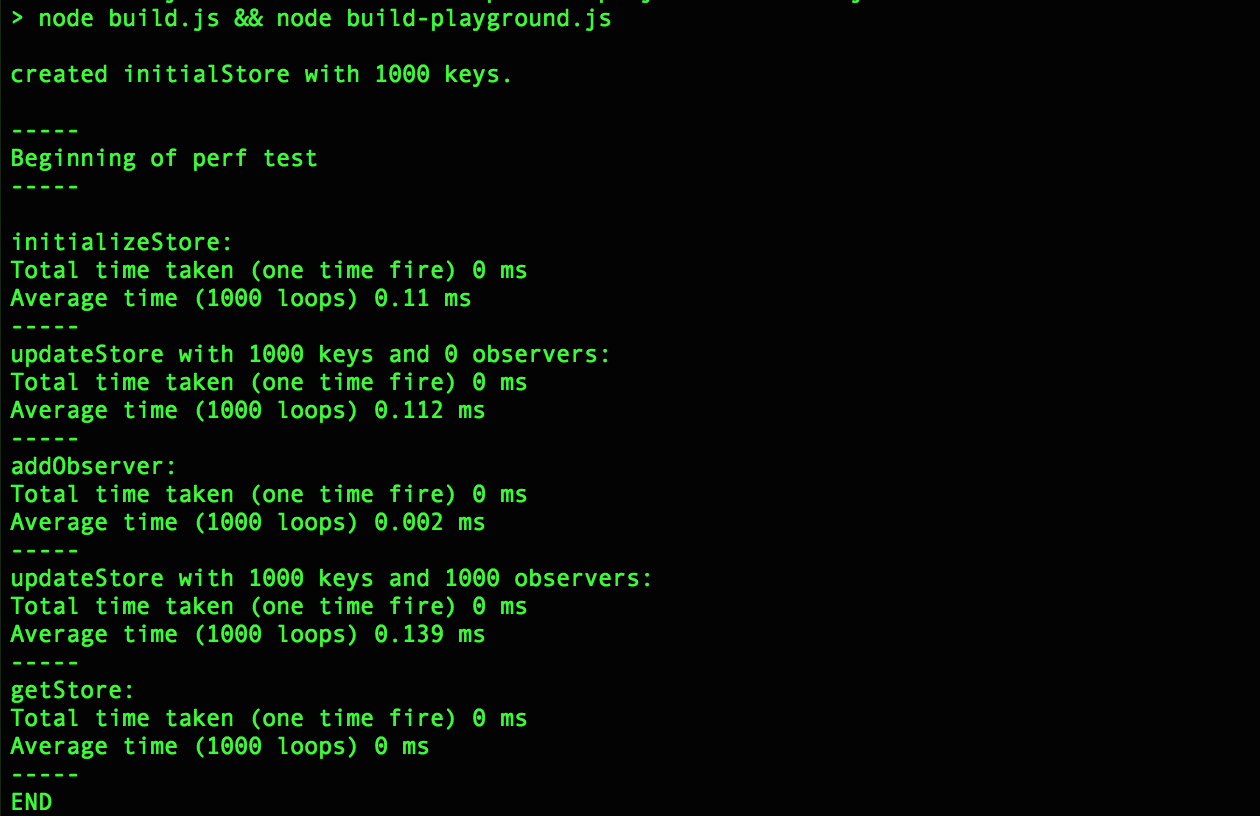 > node build.js && node build-playground.js
created initialStore with 1000 keys.
-----
Beginning of perf test
-----
initializeStore:
Total time taken (one time fire) 0 ms
Average time (1000 loops) 0.11 ms
-----
updateStore with 1000 keys and 0 observers:
Total time taken (one time fire) 0 ms
Average time (1000 loops) 0.112 ms
-----
addObserver:
Total time taken (one time fire) 0 ms
Average time (1000 loops) 0.002 ms
-----
updateStore with 1000 keys and 1000 observers:
Total time taken (one time fire) 0 ms
Average time (1000 loops) 0.139 ms
-----
getStore:
Total time taken (one time fire) 0 ms
Average time (1000 loops) 0 ms
-----
END